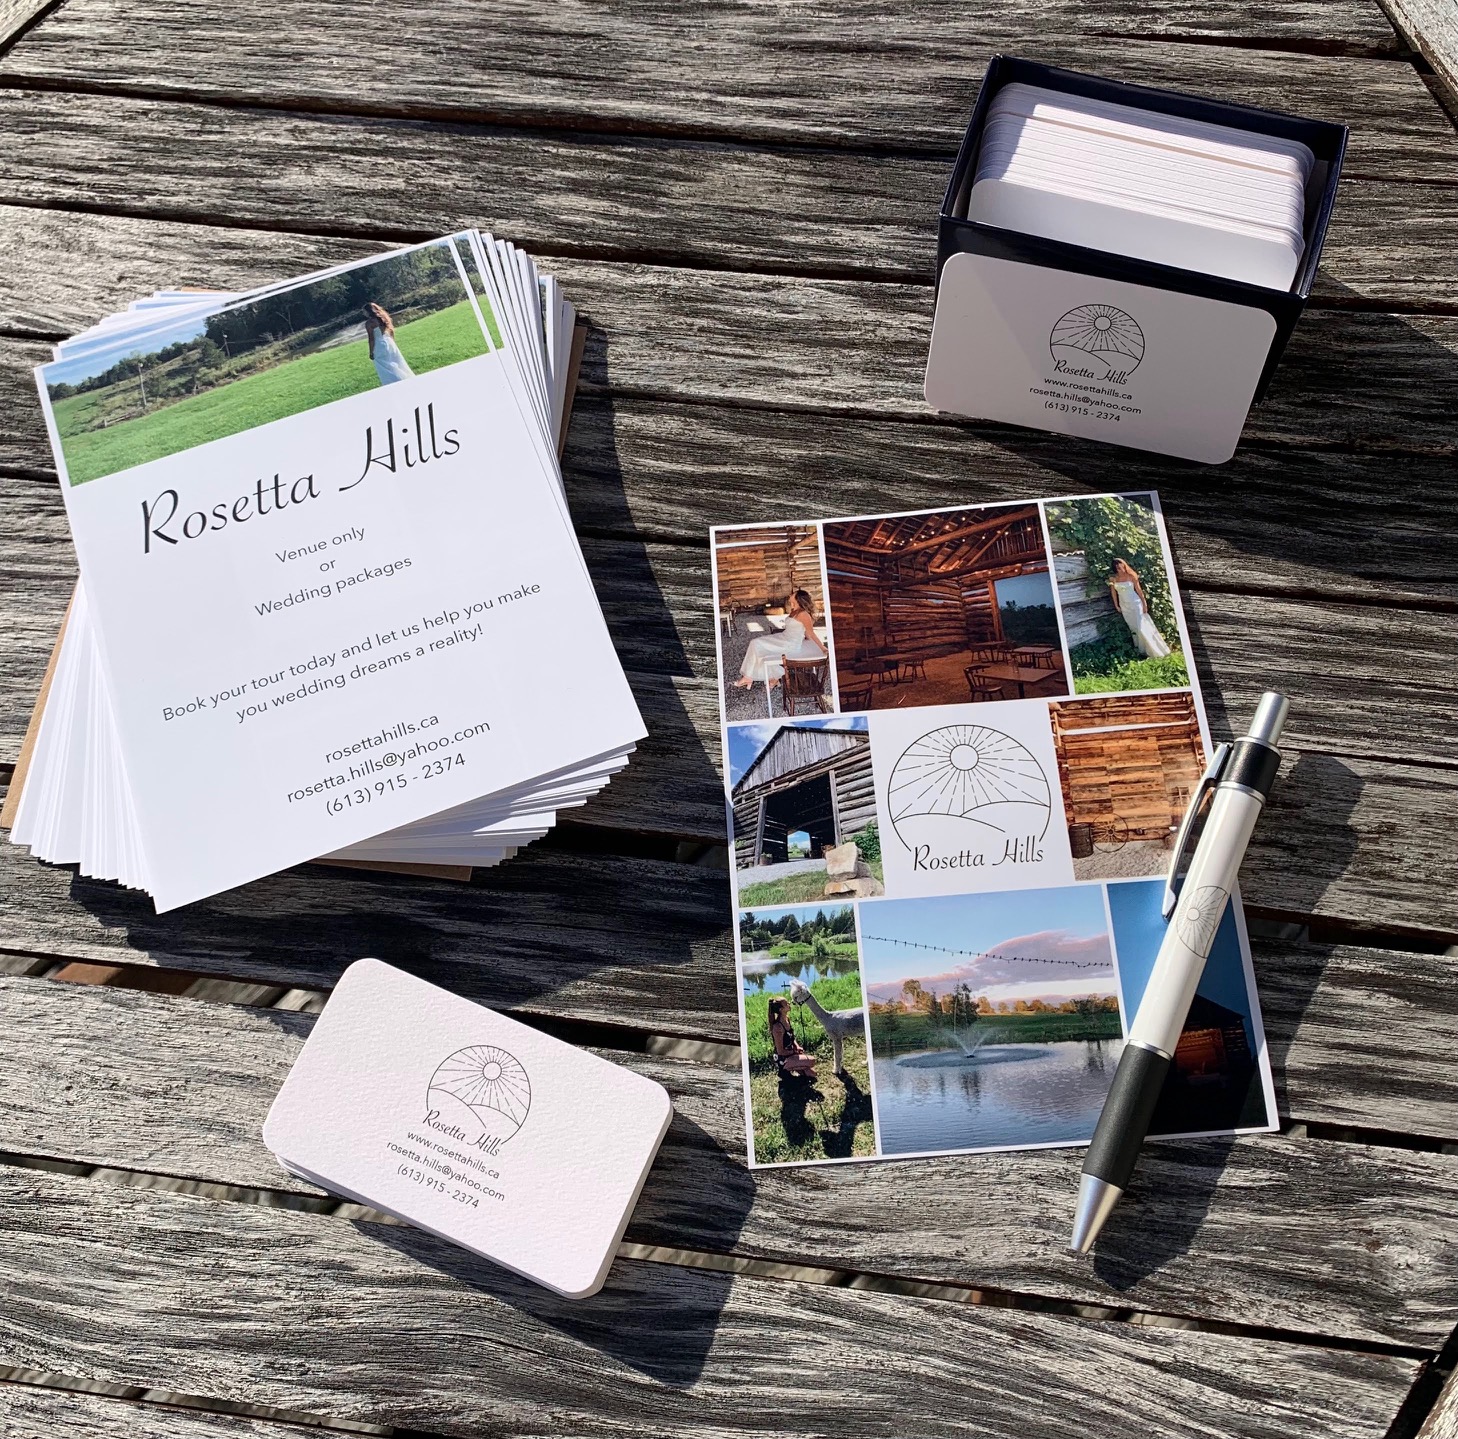 Rosetta Hills
Venue only
or
Wedding packages
Book your tour today and let us help you make
you wedding dreams a reality!
rosettahills.ca
rosetta.hills@yahoo.com
(613) 915 - 2374
Rosetta Hills
www.rosettahills.ca
rosetta.hills@yahoo.com
(613) 915 - 2374
Rosetta Hills
Rosetta Hills
www.rosettahills.ca
rosetta.hills@yahoo.com
(613) 915 - 2374